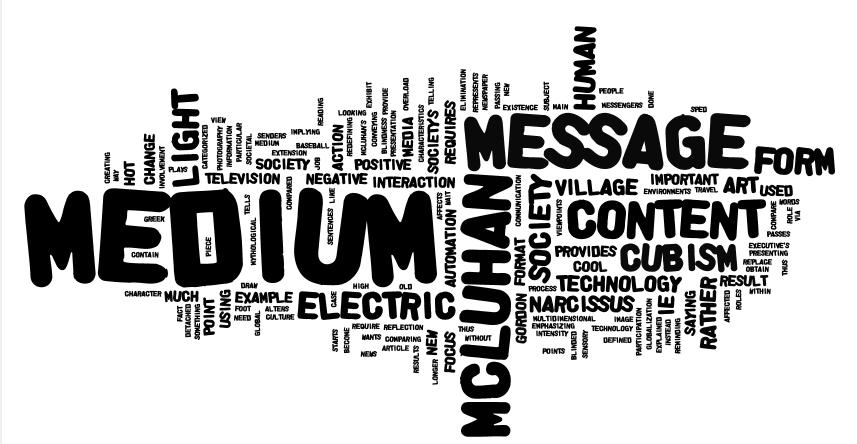 HUMAN
PEOPLE
MESSENGERS
DONE
SUBJECT
MAIN
EXISTENCE
NEW
PASSING
NEWSPAPER
REPRESENTS
ELIMINATION
SPED
MESSAGE
FORM
LIGHT
CATEGORIZED
VIEW
PHOTOGRAPHY
INFORMATION
PARTICULAR
SOCIETAL
SENDERS
MEDIUM
IMPLYING
READING
BASEBALL
EXTENSION
SOCIETY
JOB
ACTION
LOOKING
REDEFINING
MCLUHAN'S
EXHIBIT
CONVEYING
BLINDNESS
PROVIDE
PRESENTATION
MEDIA
OVERLOAD
CHARACTERISTICS
TELLING
SOCIETYS
REQUIRES
POSITIVE
CREATING
WAY
HOT
CHANGE
INVOLVEMENT
PLAYS
TELEVISION
COMPARED
NEGATIVE
INTERACTION
MEDIUM
GREEK
CONTAIN
PIECE
TELLS
MYTHOLOGICAL
SENTENCES
LIKE
AFFECTS
WAIT
AUTOMATION
MCLUHAN
COMMUNICATION
FORMAT
GORDON
SOCIETY
VILLAGE
IMPORTANT
ENVIRONMENTS
TRAVEL
ART
USED
VIEWPOINTS
CONTENT
COMPARE
WORDS
ROLE
VIA
PASSES
PROVIDES
COOL
CUBISM
EXECUTIVE'S
PRESENTING
REPLACE
OBTAIN
THUS
PROCESS
TECHNOLOGY
RESULT
WITHIN
NARCISSUS
IE
SAYING
RATHER
AFFECTED
ROLES
MULTIDIMENSIONAL
IMAGE
EMPHASIZING
TECHNOLOGY
INTENSITY
DEFINED
POINTS
BLINDED
SENSORY
PARTICIPATION
GLOBALIZATION
EXPLAINED
INSTEAD
REMINDING
CHARACTER
MUCH
FACT
DETACHED
SOMETHING
POINT
USING
DRAW
EXAMPLE
FOOT
NEED
GLOBAL
ALTERS
CULTURE
ELECTRIC
CASE
HIGH
OLD
STARTS
BECOME
REQUIRE
REFLECTION
WANTS
COMPARING
NEWS
ARTICLE
RESULTS
LONGER
NEW
FOCUS
THUS
WITHOUT